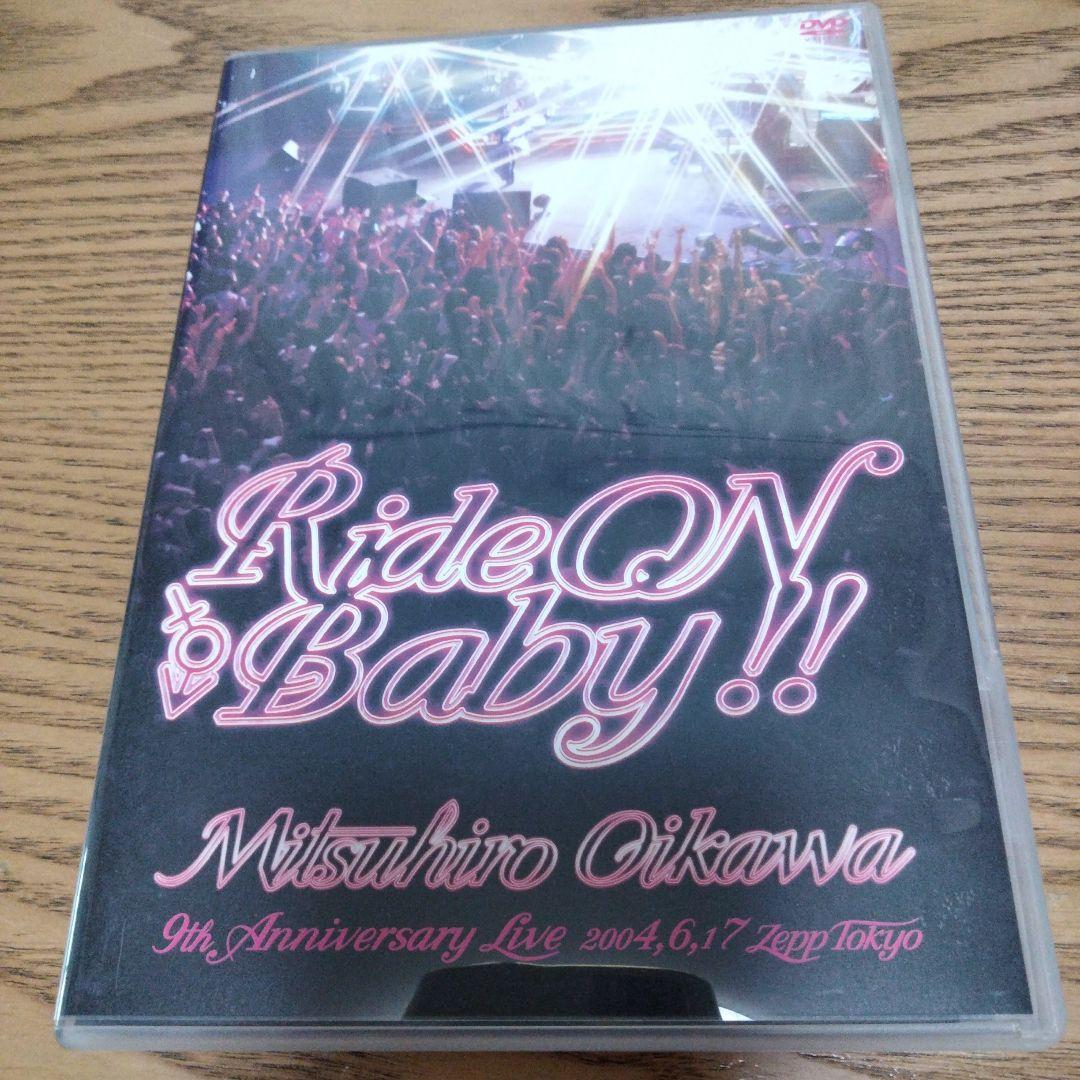 DVD
Ride ON
Baby!!
Mitsuhiro Oikawa
9th Anniversary Live 2004,6,17 Zepp Tokyo